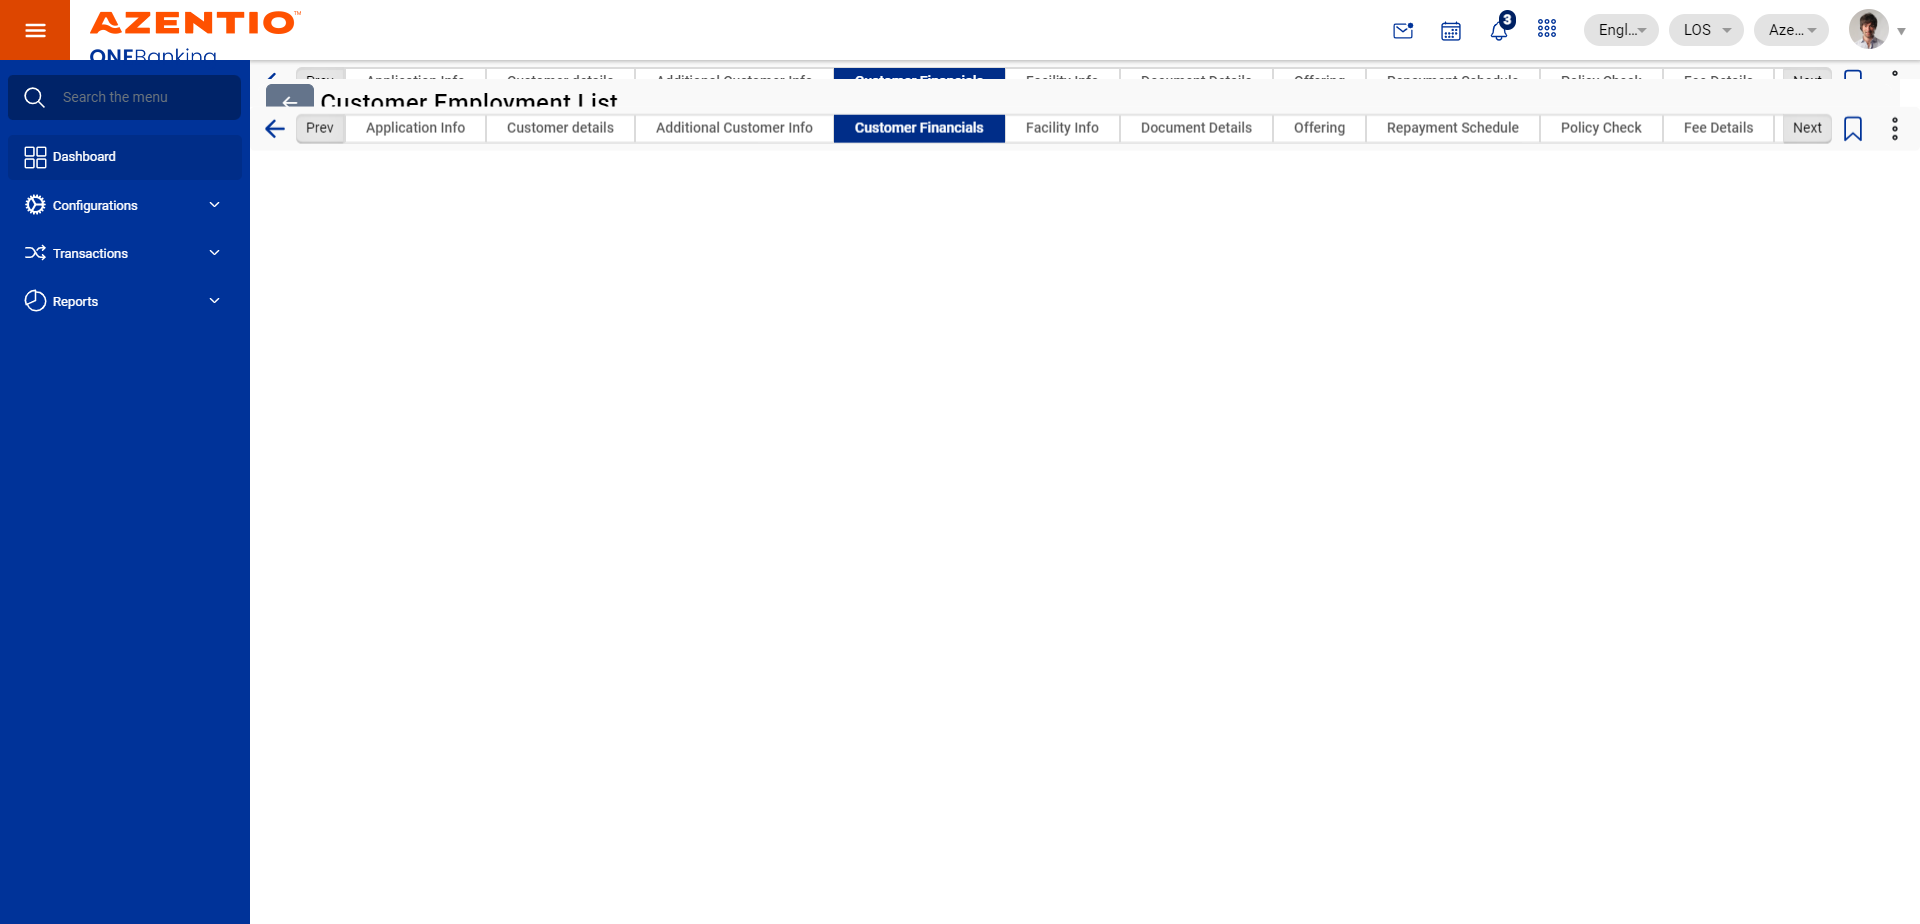 AZENTIO™
ONEBanking
3
Engl...
LOS
Aze...
Search the menu
Dashboard
Configurations
Transactions
Reports
Prev Application Info Customer details Additional Customer Info Customer Financials Facility Info Document Details Offering Repayment Schedule Policy Check Fee Details Next
Customer Employment List
Prev Application Info Customer details Additional Customer Info Customer Financials Facility Info Document Details Offering Repayment Schedule Policy Check Fee Details Next